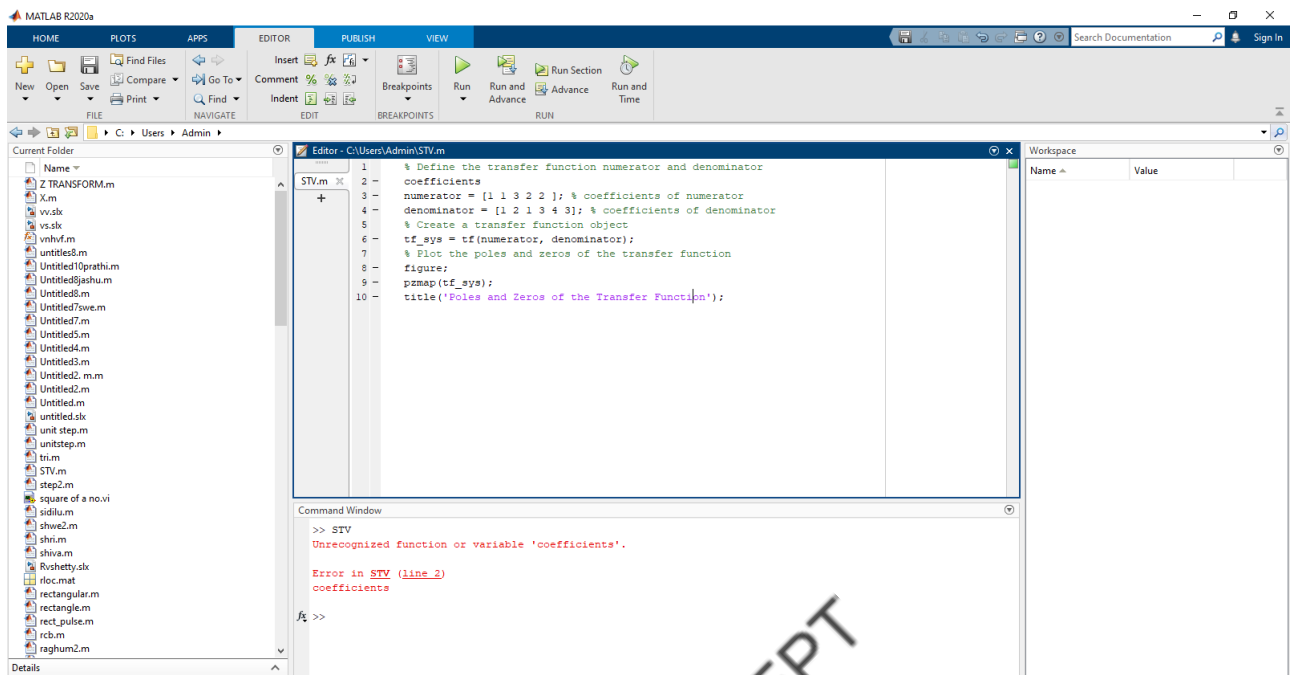 MATLAB R2020a
HOME PLOTS APPS EDITOR PUBLISH VIEW Search Documentation Sign In
New Open Save Find Files Compare Print
FILE
Go To Find
NAVIGATE
Insert fx
Comment %
Indent
EDIT
Breakpoints
BREAKPOINTS
Run Run and Advance Run Section Advance Run and Time
RUN
C: Users Admin
Current Folder
Name
Z TRANSFORM.m
X.m
vv.slx
vs.slx
vnhvf.m
untitles8.m
Untitled10prathi.m
Untitled8jashu.m
Untitled8.m
Untitled7swe.m
Untitled7.m
Untitled5.m
Untitled4.m
Untitled3.m
Untitled2. m.m
Untitled2.m
Untitled.m
untitled.slx
unit step.m
unitstep.m
tri.m
STV.m
step2.m
square of a no.vi
sidilu.m
shwe2.m
shri.m
shiva.m
Rvshetty.slx
rloc.mat
rectangular.m
rectangle.m
rect_pulse.m
rcb.m
raghum2.m
Details
Editor - C:\Users\Admin\STV.m
STV.m
+
1 % Define the transfer function numerator and denominator
2 – coefficients
3 – numerator = [1 1 3 2 2 ]; % coefficients of numerator
4 – denominator = [1 2 1 3 4 3]; % coefficients of denominator
5 % Create a transfer function object
6 – tf_sys = tf(numerator, denominator);
7 % Plot the poles and zeros of the transfer function
8 – figure;
9 – pzmap(tf_sys);
10 – title('Poles and Zeros of the Transfer Function');
Command Window
>> STV
Unrecognized function or variable 'coefficients'.
Error in STV (line 2)
coefficients
fx >>
Workspace
Name Value